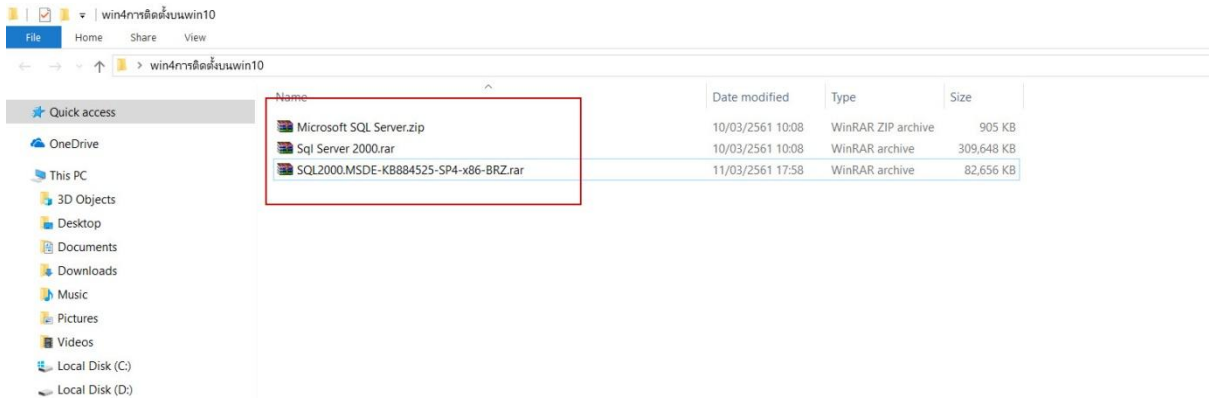 win4การติดตั้งบนwin10
File Home Share View
win4การติดตั้งบนwin10
Name Date modified Type Size
Quick access
OneDrive
This PC
3D Objects
Desktop
Documents
Downloads
Music
Pictures
Videos
Local Disk (C:)
Local Disk (D:)
Microsoft SQL Server.zip 10/03/2561 10:08 WinRAR ZIP archive 905 KB
Sql Server 2000.rar 10/03/2561 10:08 WinRAR archive 309,648 KB
SQL2000.MSDE-KB884525-SP4-x86-BRZ.rar 11/03/2561 17:58 WinRAR archive 82,656 KB